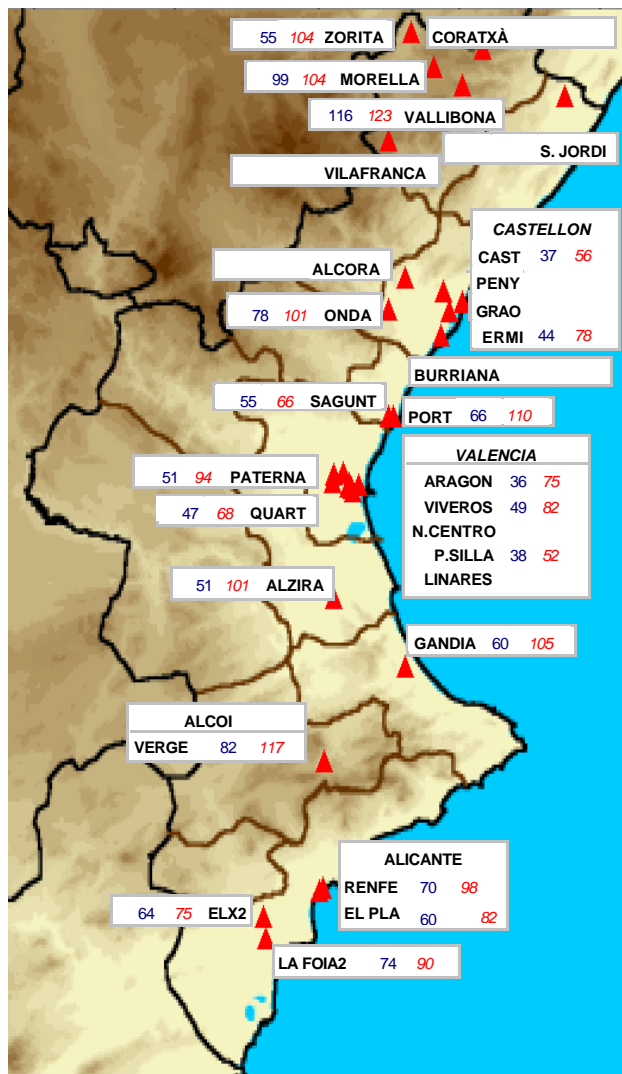 55 104 ZORITA
CORATXÀ
99 104 MORELLA
116 123 VALLIBONA
S. JORDI
VILAFRANCA
CASTELLON
CAST 37 56
PENY
GRAO
ERMI 44 78
ALCORA
78 101 ONDA
BURRIANA
55 66 SAGUNT
PORT 66 110
VALENCIA
ARAGON 36 75
VIVEROS 49 82
N.CENTRO
P.SILLA 38 52
LINARES
51 94 PATERNA
47 68 QUART
51 101 ALZIRA
GANDIA 60 105
ALCOI
VERGE 82 117
ALICANTE
RENFE 70 98
EL PLA 60 82
64 75 ELX2
LA FOIA2 74 90